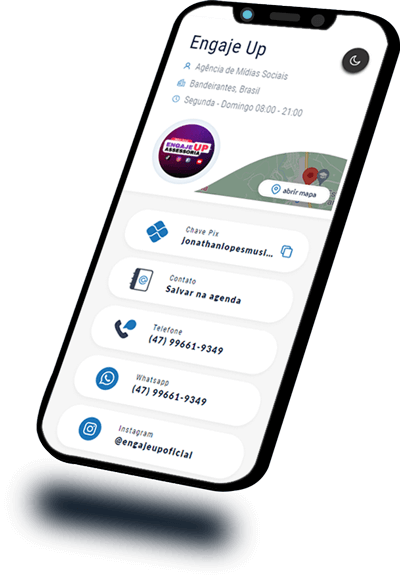 Engaje Up
Agência de Mídias Sociais
Bandeirantes, Brasil
Segunda - Domingo 08:00 - 21:00
ENGAJE UP
ASSESSORIA
abrir mapa
Chave Pix
jonathanlopesmusi...
Contato
Salvar na agenda
Telefone
(47) 99661-9349
Whatsapp
(47) 99661-9349
Instagram
@engajeupoficial